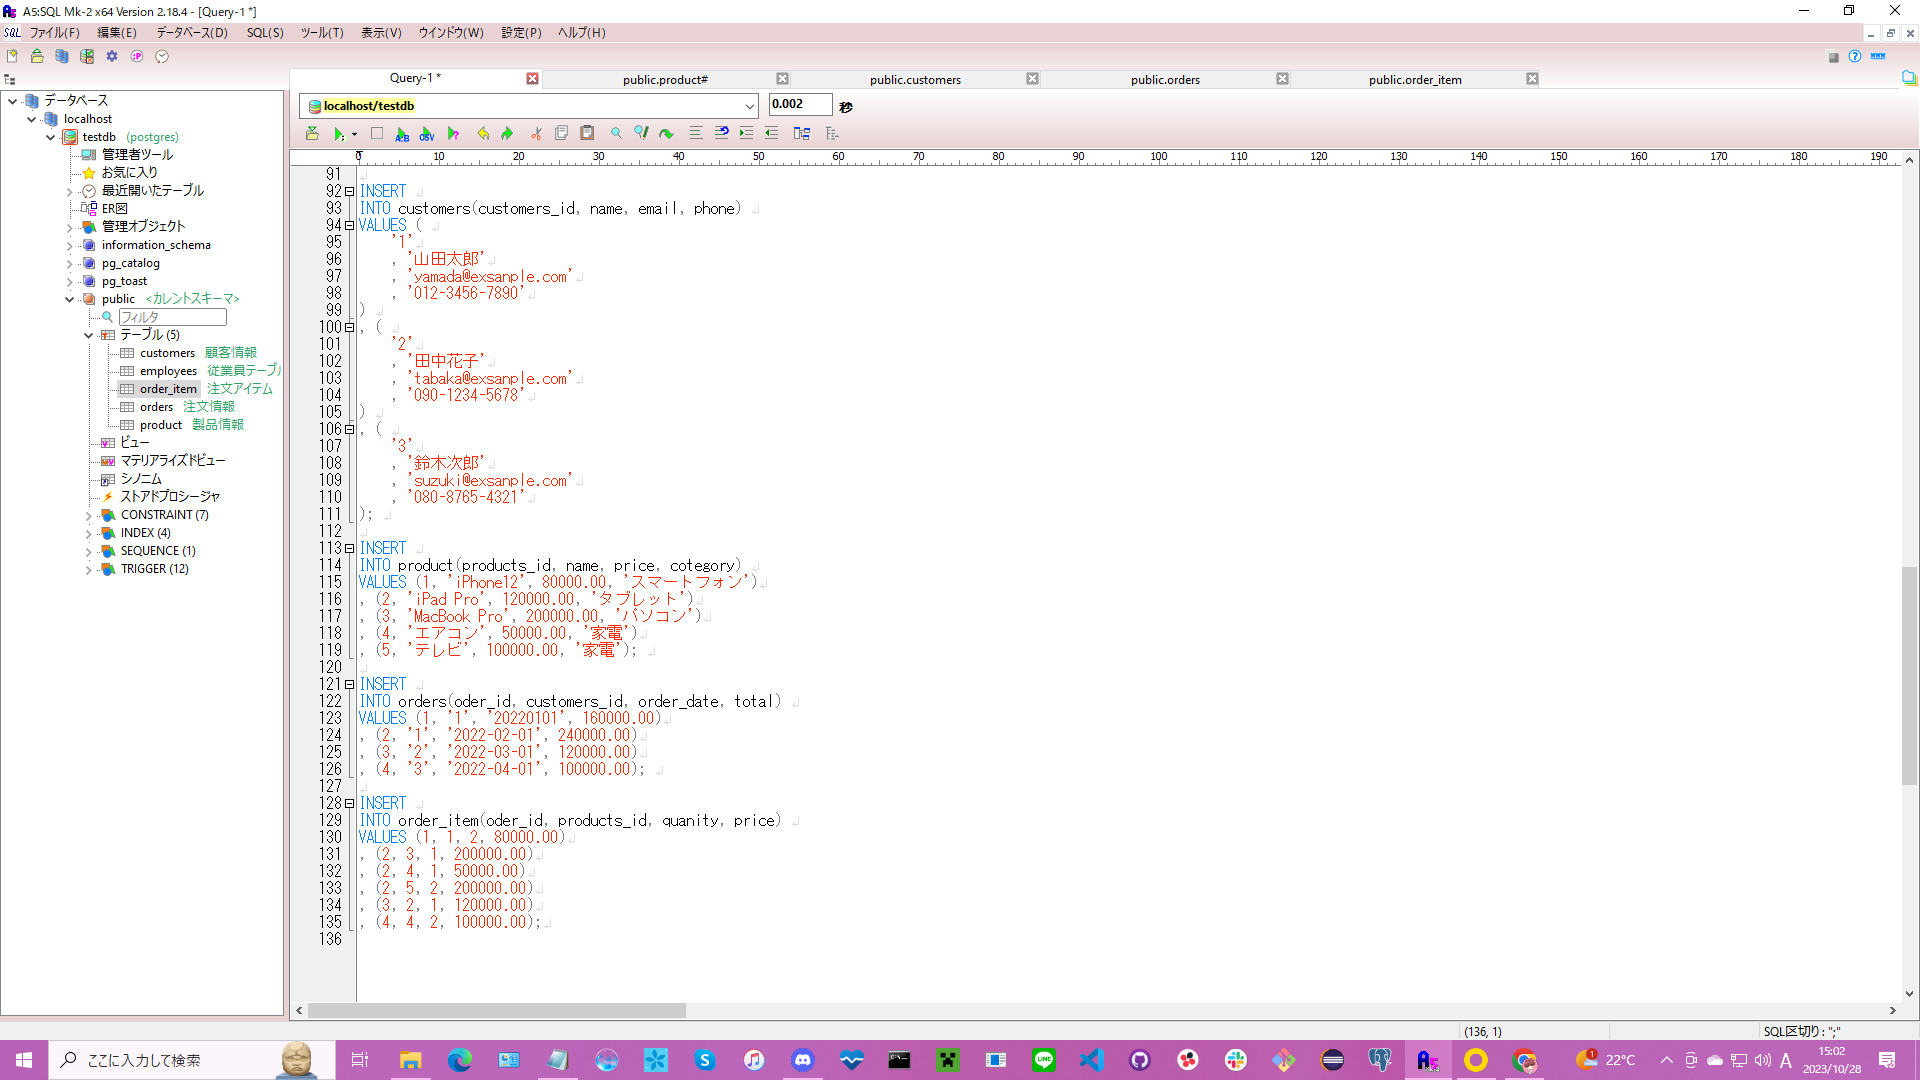 A5:SQL Mk-2 x64 Version 2.18.4 - [Query-1 *]
ファイル(F) 編集(E) データベース(D) SQL(S) ツール(T) 表示(V) ウインドウ(W) 設定(P) ヘルプ(H)
Query-1 * public.product# public.customers public.orders public.order_item
localhost/testdb 0.002 秒
データベース
localhost
testdb (postgres)
管理者ツール
お気に入り
最近開いたテーブル
ER図
管理オブジェクト
information_schema
pg_catalog
pg_toast
public <カレントスキーマ>
フィルタ
テーブル (5)
customers 顧客情報
employees 従業員テーブル
order_item 注文アイテム
orders 注文情報
product 製品情報
ビュー
マテリアライズドビュー
シノニム
ストアドプロシージャ
CONSTRAINT (7)
INDEX (4)
SEQUENCE (1)
TRIGGER (12)
0 10 20 30 40 50 60 70 80 90 100 110 120 130 140 150 160 170 180 190
91
92 INSERT
93 INTO customers(customers_id, name, email, phone)
94 VALUES (
95 '1'
96 , '山田太郎'
97 , 'yamada@exsanple.com'
98 , '012-3456-7890'
99 )
100 , (
101 '2'
102 , '田中花子'
103 , 'tabaka@exsanple.com'
104 , '090-1234-5678'
105 )
106 , (
107 '3'
108 , '鈴木次郎'
109 , 'suzuki@exsanple.com'
110 , '080-8765-4321'
111 );
112
113 INSERT
114 INTO product(products_id, name, price, cotegory)
115 VALUES (1, 'iPhone12', 80000.00, 'スマートフォン')
116 , (2, 'iPad Pro', 120000.00, 'タブレット')
117 , (3, 'MacBook Pro', 200000.00, 'パソコン')
118 , (4, 'エアコン', 50000.00, '家電')
119 , (5, 'テレビ', 100000.00, '家電');
120
121 INSERT
122 INTO orders(oder_id, customers_id, order_date, total)
123 VALUES (1, '1', '20220101', 160000.00)
124 , (2, '1', '2022-02-01', 240000.00)
125 , (3, '2', '2022-03-01', 120000.00)
126 , (4, '3', '2022-04-01', 100000.00);
127
128 INSERT
129 INTO order_item(oder_id, products_id, quanity, price)
130 VALUES (1, 1, 2, 80000.00)
131 , (2, 3, 1, 200000.00)
132 , (2, 4, 1, 50000.00)
133 , (2, 5, 2, 200000.00)
134 , (3, 2, 1, 120000.00)
135 , (4, 4, 2, 100000.00);
136
(136, 1) SQL区切り : ";"
ここに入力して検索
22°C
A
15:02
2023/10/28